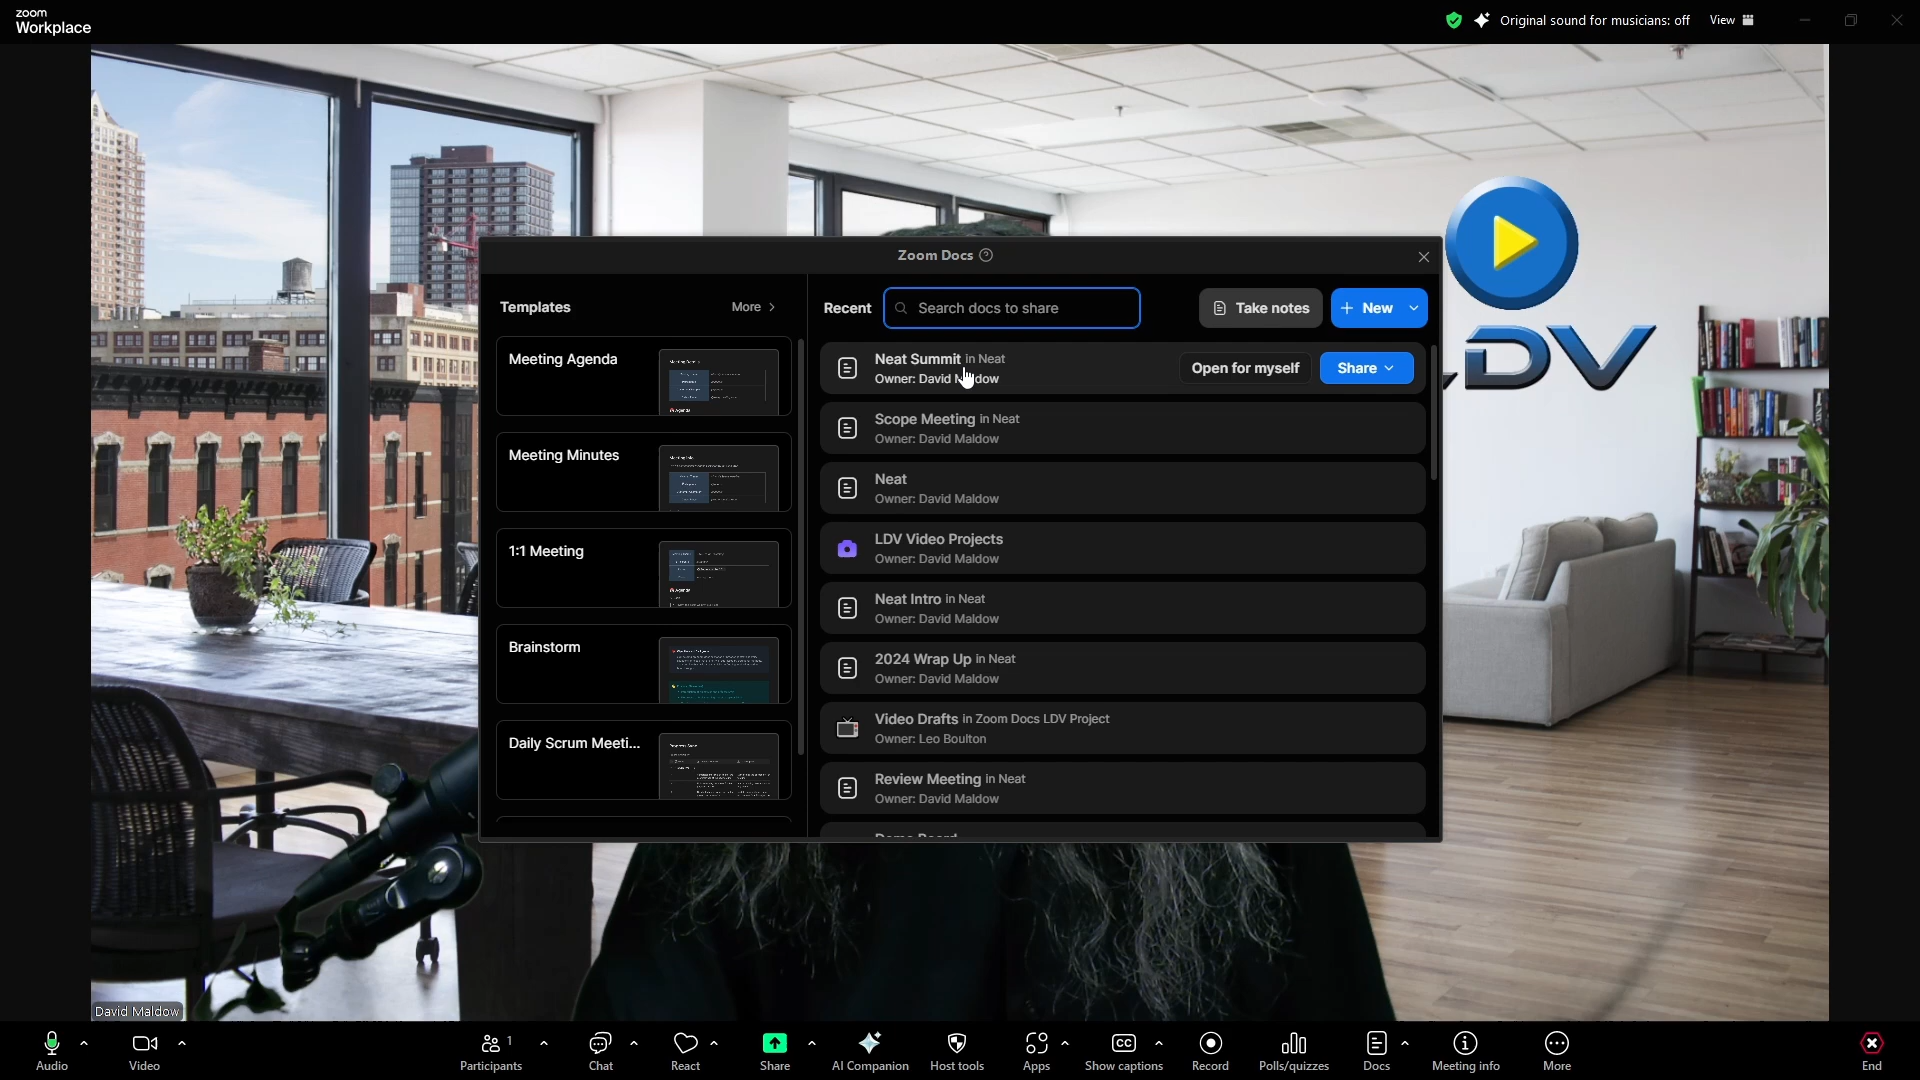 zoom
Workplace
Original sound for musicians: off
View
Zoom Docs
Templates
More
Meeting Agenda
Meeting Minutes
1:1 Meeting
Brainstorm
Daily Scrum Meeti...
Recent
Search docs to share
Take notes
New
Neat Summit in Neat
Owner: David M dow
Open for myself
Share
Scope Meeting in Neat
Owner: David Maldow
Neat
Owner: David Maldow
LDV Video Projects
Owner: David Maldow
Neat Intro in Neat
Owner: David Maldow
2024 Wrap Up in Neat
Owner: David Maldow
Video Drafts in Zoom Docs LDV Project
Owner: Leo Boulton
Review Meeting in Neat
Owner: David Maldow
LDV
David Maldow
Audio
Video
1
Participants
Chat
React
Share
AI Companion
Host tools
Apps
CC
Show captions
Record
Polls/quizzes
Docs
Meeting info
More
End